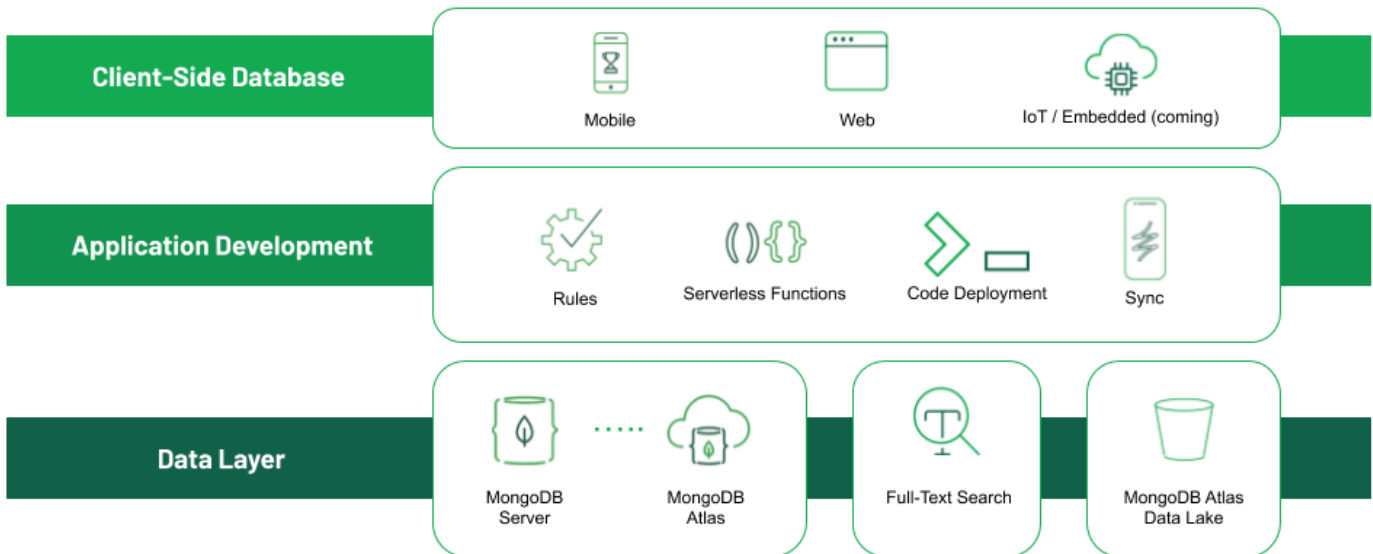 Client-Side Database
Mobile
Web
IoT / Embedded (coming)
Application Development
Rules
Serverless Functions
Code Deployment
Sync
Data Layer
MongoDB
Server
MongoDB
Atlas
Full-Text Search
MongoDB Atlas
Data Lake